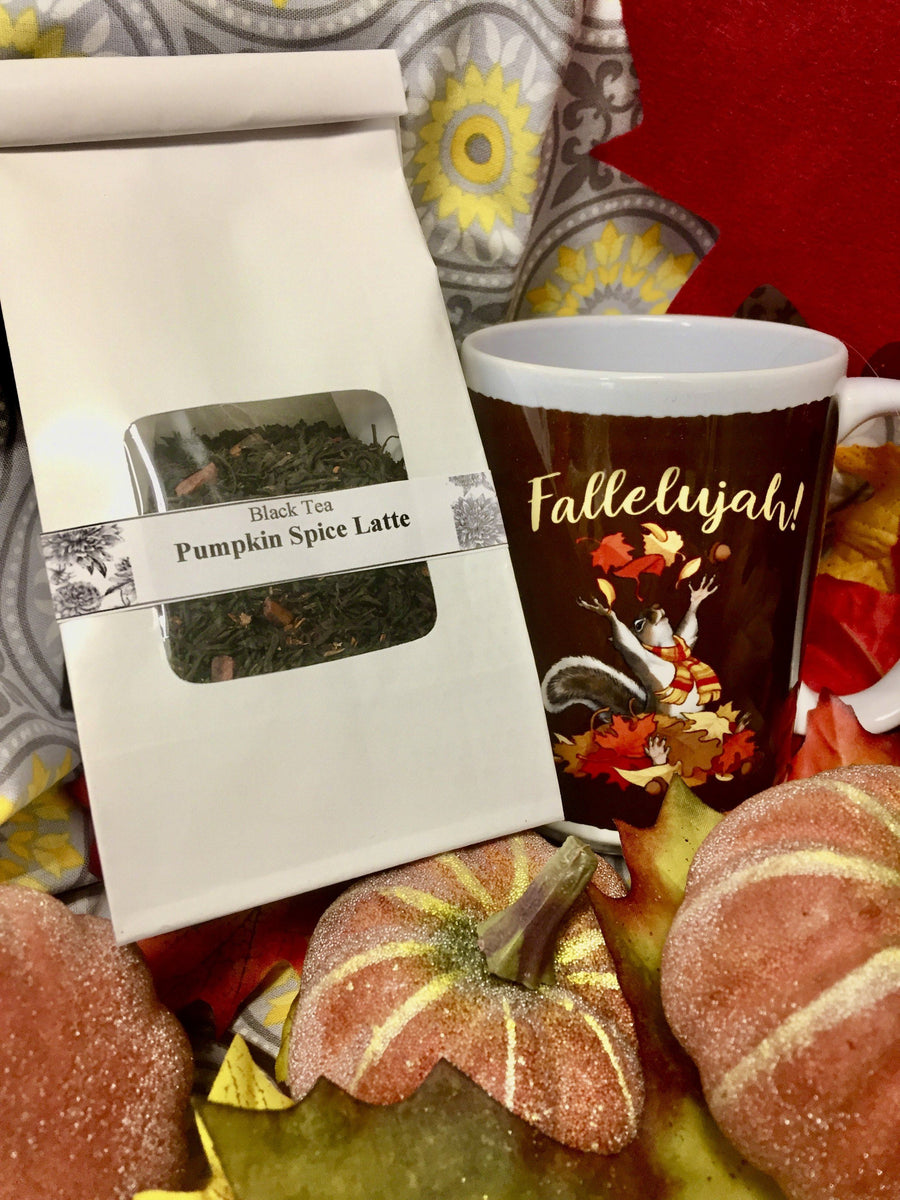 Black Tea
Pumpkin Spice Latte
Fallelujah!